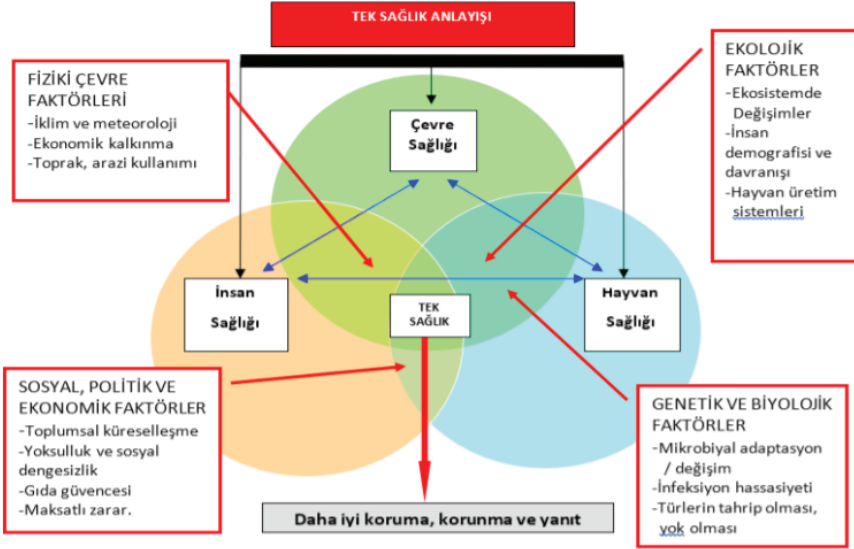 TEK SAĞLIK ANLAYIŞI
FİZİKİ ÇEVRE
FAKTÖRLERİ
-İklim ve meteoroloji
-Ekonomik kalkınma
-Toprak, arazi kullanımı
EKOLOJİK
FAKTÖRLER
-Ekosistemde
Değişimler
-İnsan
demografisi ve
davranışı
-Hayvan üretim
sistemleri
Çevre
Sağlığı
İnsan
Sağlığı
TEK
SAĞLIK
Hayvan
Sağlığı
SOSYAL, POLİTİK VE
EKONOMİK FAKTÖRLER
-Toplumsal küreselleşme
-Yoksulluk ve sosyal
dengesizlik
-Gıda güvencesi
-Maksatlı zarar.
GENETİK VE BİYOLOJİK
FAKTÖRLER
-Mikrobiyal adaptasyon
/ değişim
-İnfeksiyon hassasiyeti
-Türlerin tahrip olması,
yok olması
Daha iyi koruma, korunma ve yanıt